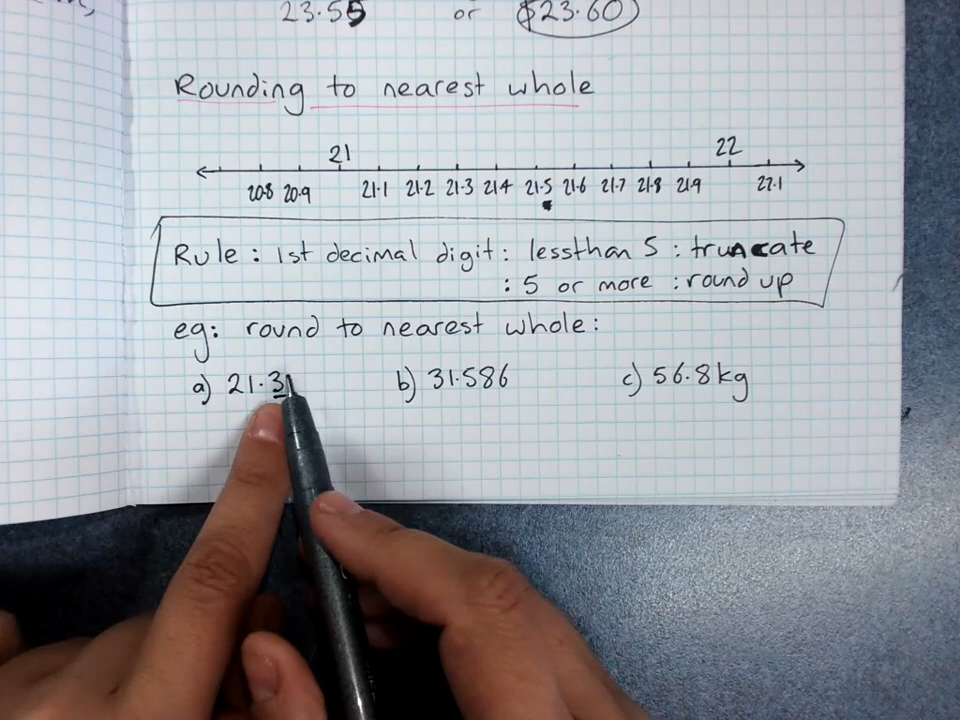 23.55 or $23.60
Rounding to nearest whole
21 22
20.8 20.9 21.1 21.2 21.3 21.4 21.5 21.6 21.7 21.8 21.9 22.1
Rule : 1st decimal digit : lessthan 5 : truncate
: 5 or more : round up
eg: round to nearest whole:
a) 21.3 b) 31.586 c) 56.8kg